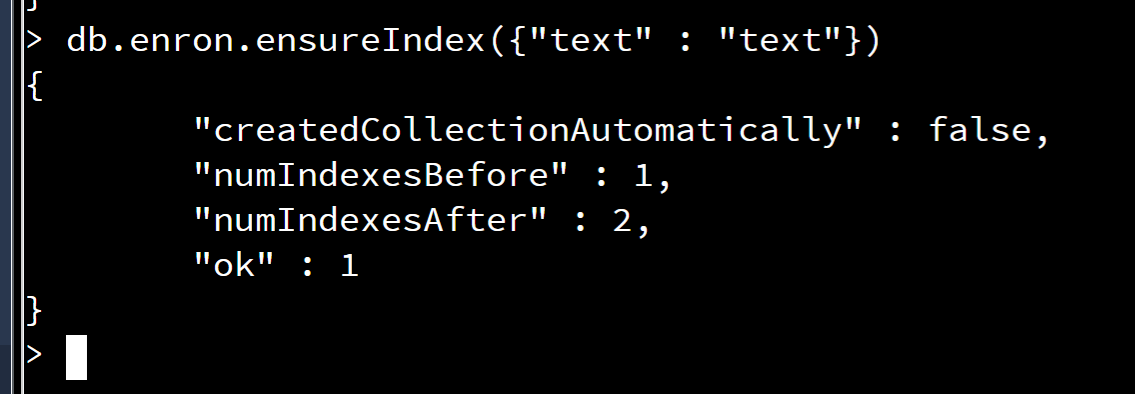 }
> db.enron.ensureIndex({"text" : "text"})
{
        "createdCollectionAutomatically" : false,
        "numIndexesBefore" : 1,
        "numIndexesAfter" : 2,
        "ok" : 1
}
>